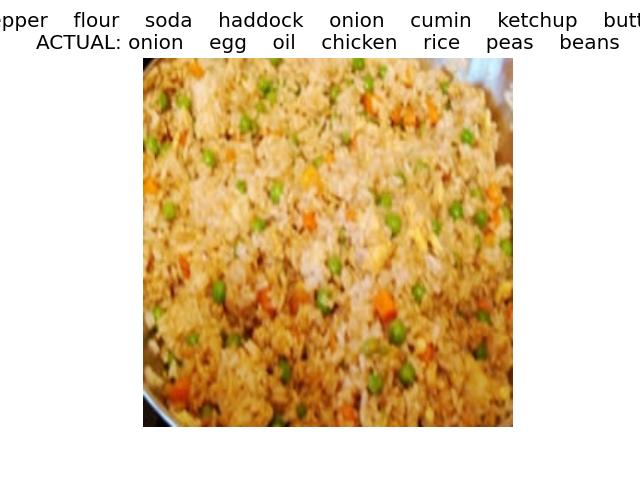 flour soda haddock onion cumin ketchup
ACTUAL: onion egg oil chicken rice peas beans